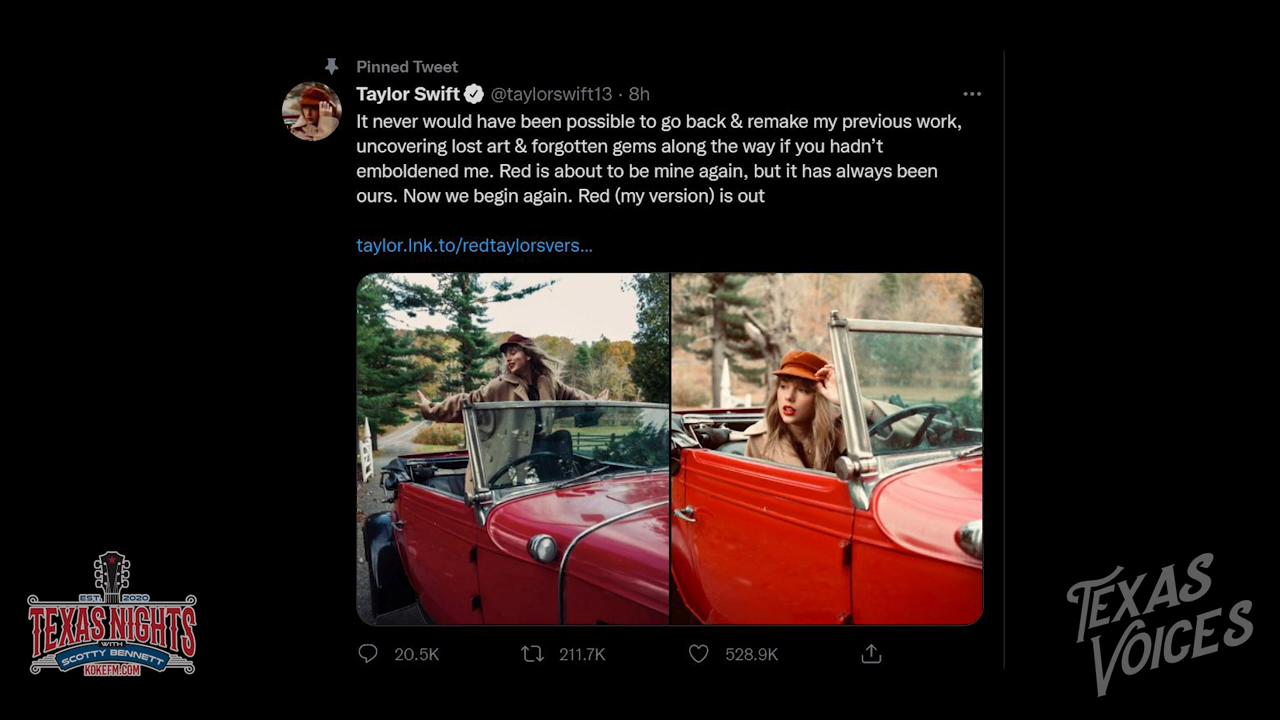 Pinned Tweet
Taylor Swift @taylorswift13 · 8h
It never would have been possible to go back & remake my previous work,
uncovering lost art & forgotten gems along the way if you hadn’t
emboldened me. Red is about to be mine again, but it has always been
ours. Now we begin again. Red (my version) is out
taylor.lnk.to/redtaylorsvers...
20.5K 211.7K 528.9K
EST. 2020
TEXAS NIGHTS
WITH
SCOTTY BENNETT
KOKEFM.COM
TEXAS
VOICES